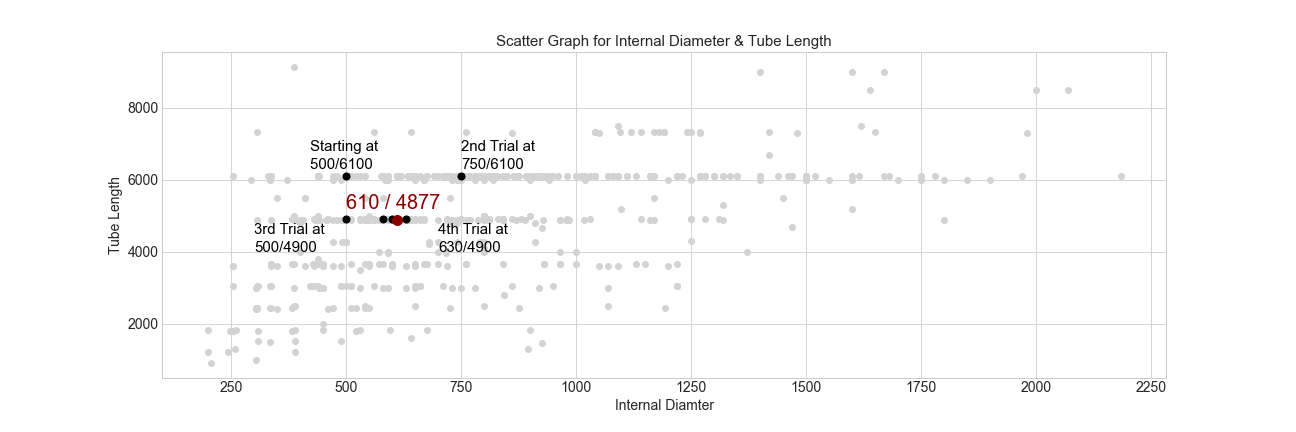 Scatter Graph for Internal Diameter & Tube Length
Tube Length
8000
6000
4000
2000
Starting at
500/6100
2nd Trial at
750/6100
610 / 4877
3rd Trial at
500/4900
4th Trial at
630/4900
250
500
750
1000
1250
1500
1750
2000
2250
Internal Diamter